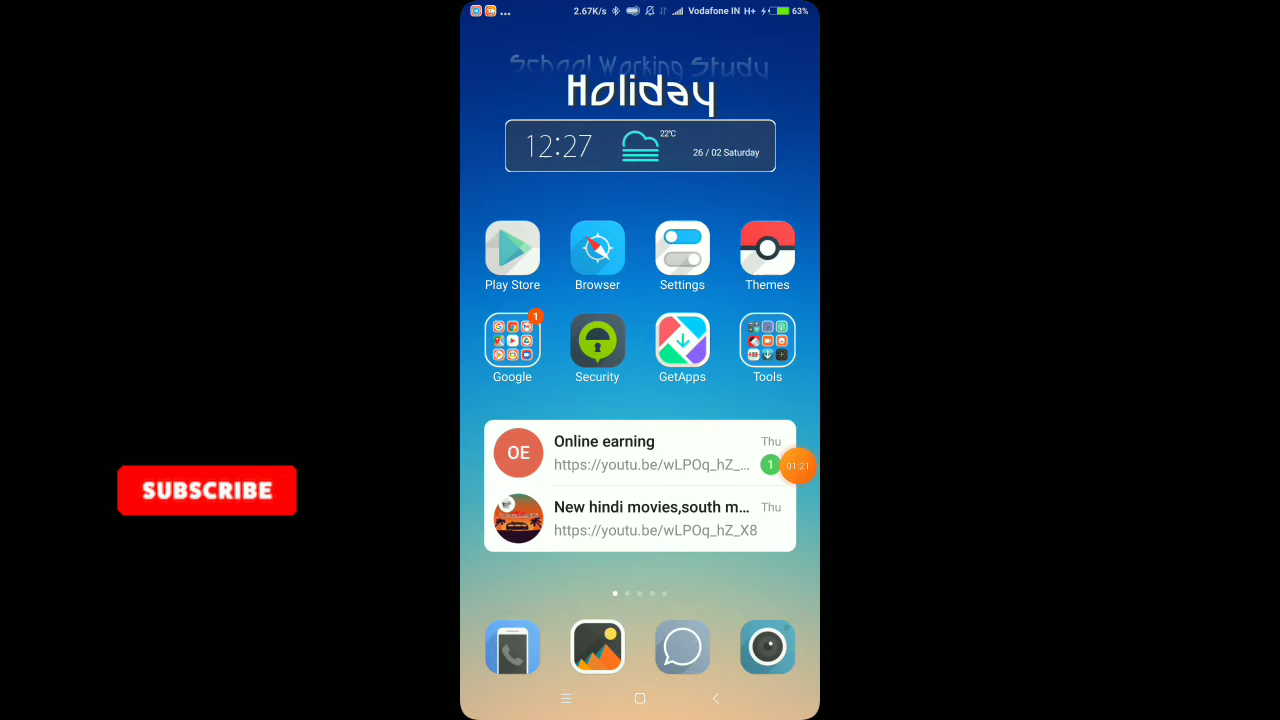 2.67K/s Vodafone IN H+ 63%
School Working Study
Holiday
12:27 22°C 26 / 02 Saturday
Play Store Browser Settings Themes
1
Google Security GetApps Tools
OE Online earning Thu
https://youtu.be/wLPOq_hZ_... 1 01:21
New hindi movies,south m... Thu
https://youtu.be/wLPOq_hZ_X8
SUBSCRIBE